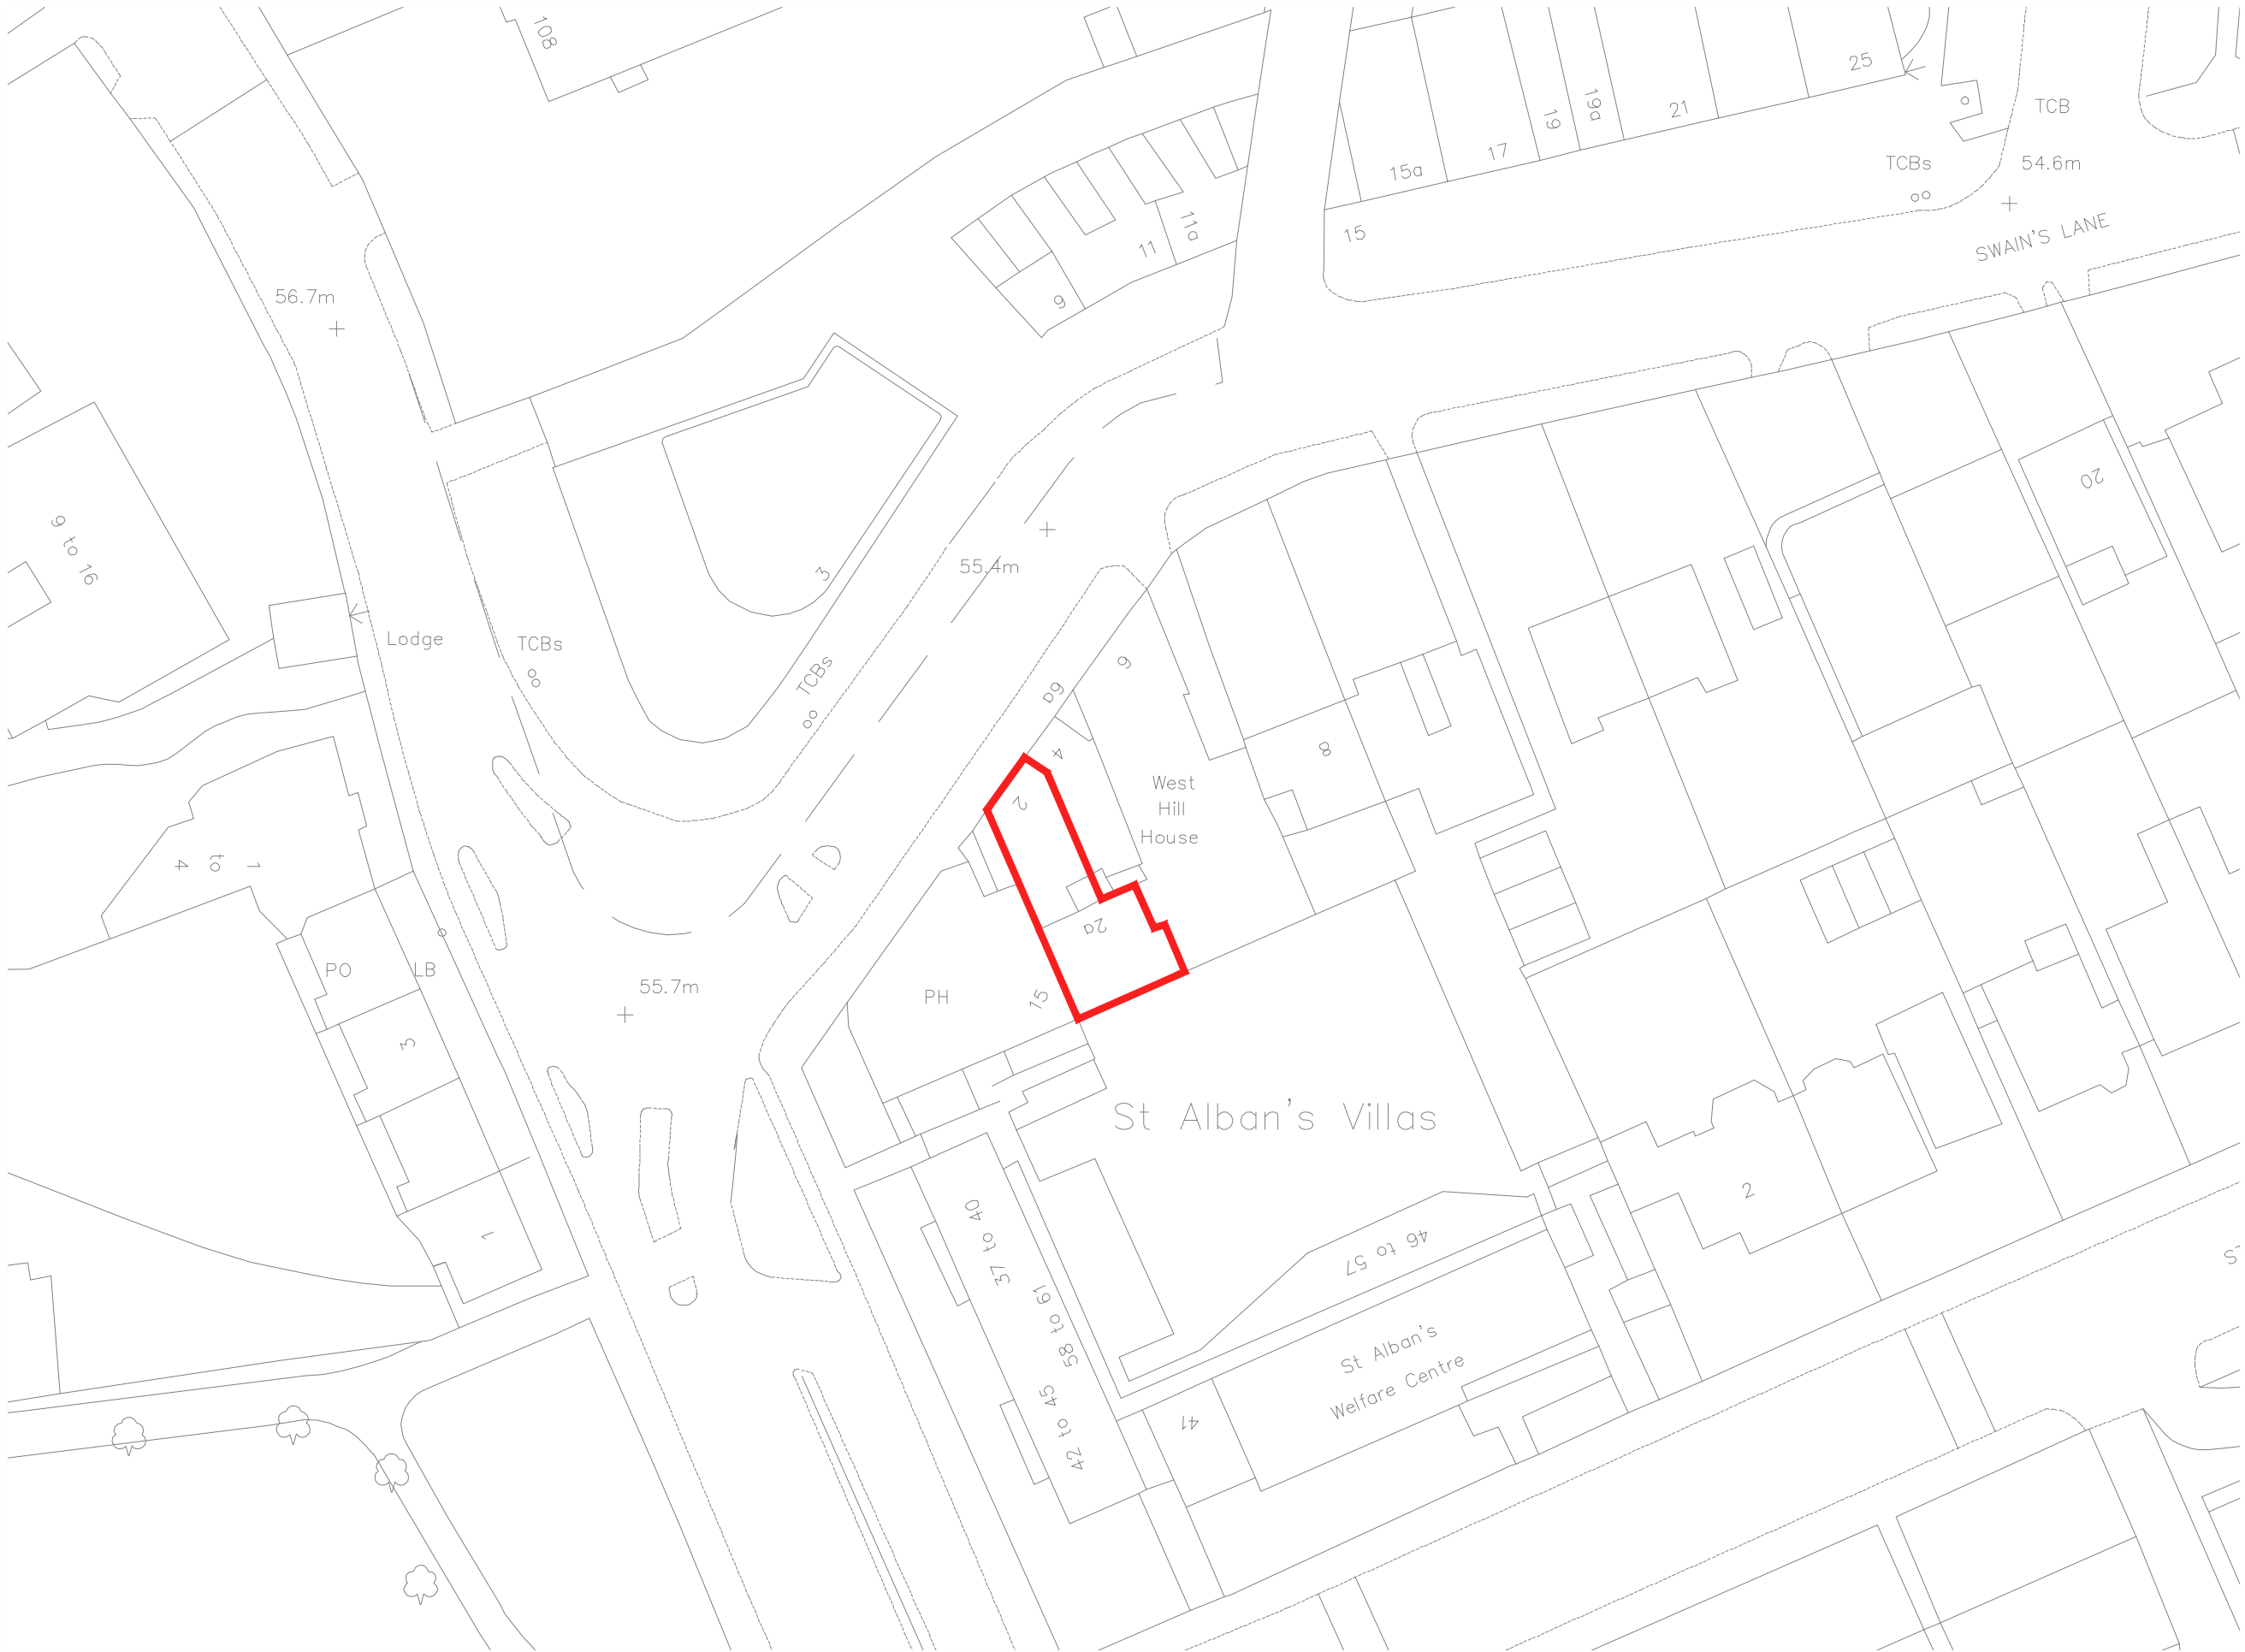 108
25
19a
19
21
TCB
17
15a
TCBs
54.6m
11a
11
15
SWAIN'S LANE
56.7m
9
20
9 to 16
55.4m
3
Lodge
TCBs
TCBs
6
6a
8
4
West
Hill
House
2
1 to 4
2a
PO
LB
55.7m
PH
15
3
St Alban's Villas
2
37 to 40
1
46 to 57
58 to 61
St Alban's
Welfare Centre
42 to 45
41
ST